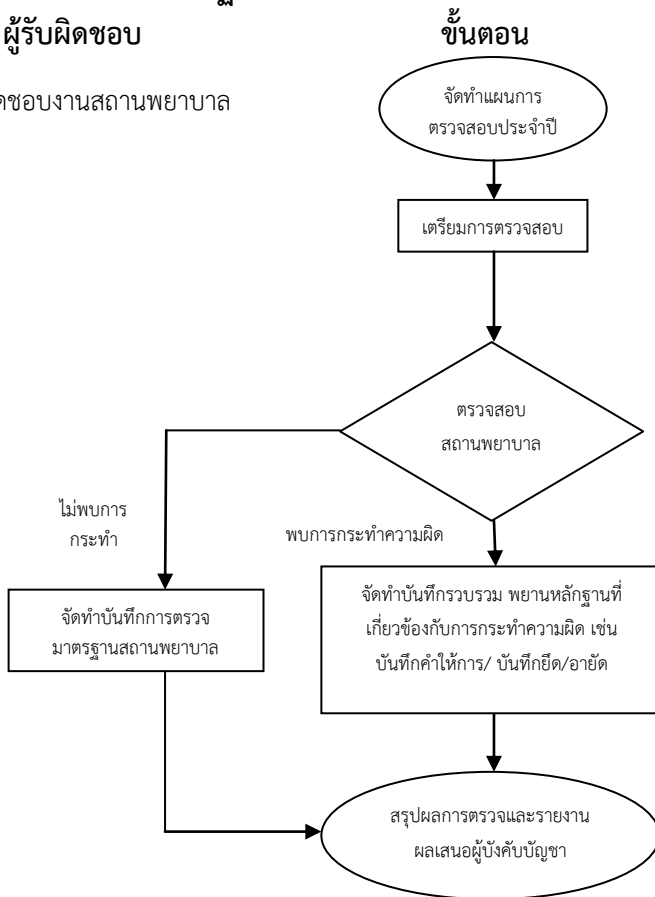 ผู้รับผิดชอบ
ขั้นตอน
ดชอบงานสถานพยาบาล
จัดทำแผนการ
ตรวจสอบประจำปี
เตรียมการตรวจสอบ
ตรวจสอบ
สถานพยาบาล
ไม่พบการ
กระทำ
พบการกระทำความผิด
จัดทำบันทึกการตรวจ
มาตรฐานสถานพยาบาล
จัดทำบันทึกรวบรวม พยานหลักฐานที่
เกี่ยวข้องกับการกระทำความผิด เช่น
บันทึกคำให้การ/ บันทึกยึด/อายัด
สรุปผลการตรวจและรายงาน
ผลเสนอผู้บังคับบัญชา